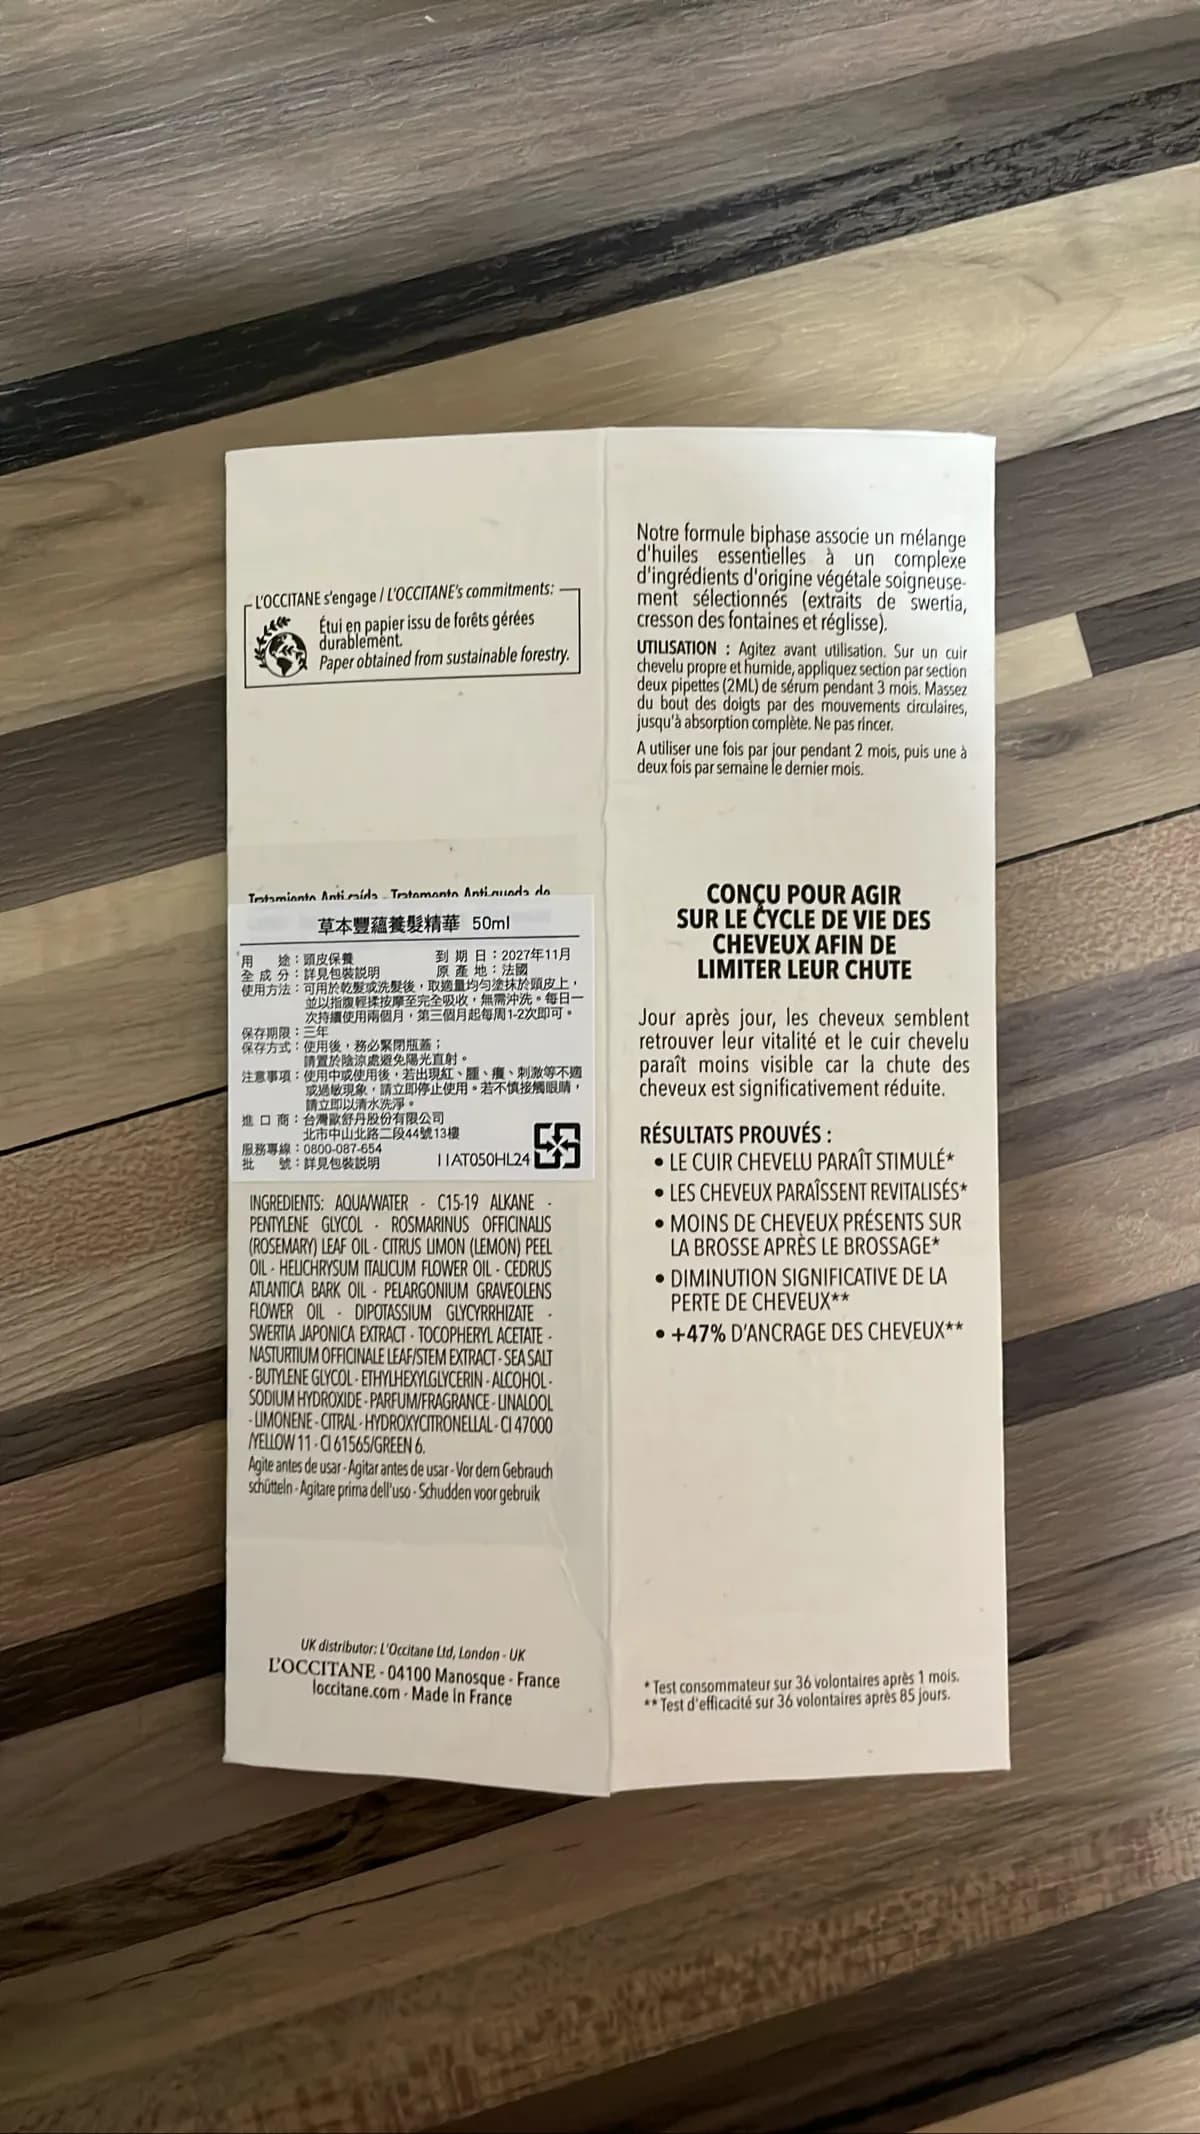 L'OCCITANE s'engage / L'OCCITANE's commitments:
Étui en papier issu de forêts gérées
durablement.
Paper obtained from sustainable forestry.
Tratamiento Anti-caída - Tratamento Anti-queda de
草本豐蘊養髮精華 50ml
用 途：頭皮保養 到 期 日：2027年11月
全 成 分：詳見包裝説明 原 產 地：法國
使用方法：可用於乾髮或洗髮後，取適量均勻塗抹於頭皮上，
並以指腹輕揉按摩至完全吸收，無需沖洗。每日一
次持續使用兩個月，第三個月起每周1-2次即可。
保存期限：三年
保存方式：使用後，務必緊閉瓶蓋；
請置於陰涼處避免陽光直射。
注意事項：使用中或使用後，若出現紅、腫、癢、刺激等不適
或過敏現象，請立即停止使用。若不慎接觸眼睛，
請立即以清水洗淨。
進 口 商：台灣歐舒丹股份有限公司
北市中山北路二段44號13樓
服務專線：0800-087-654
批 號：詳見包裝説明 11AT050HL24
INGREDIENTS: AQUA/WATER - C15-19 ALKANE -
PENTYLENE GLYCOL - ROSMARINUS OFFICINALIS
(ROSEMARY) LEAF OIL - CITRUS LIMON (LEMON) PEEL
OIL - HELICHRYSUM ITALICUM FLOWER OIL - CEDRUS
ATLANTICA BARK OIL - PELARGONIUM GRAVEOLENS
FLOWER OIL - DIPOTASSIUM GLYCYRRHIZATE -
SWERTIA JAPONICA EXTRACT - TOCOPHERYL ACETATE -
NASTURTIUM OFFICINALE LEAF/STEM EXTRACT - SEA SALT
- BUTYLENE GLYCOL - ETHYLHEXYLGLYCERIN - ALCOHOL -
SODIUM HYDROXIDE - PARFUM/FRAGRANCE - LINALOOL
- LIMONENE - CITRAL - HYDROXYCITRONELLAL - CI 47000
/YELLOW 11 - CI 61565/GREEN 6.
Agite antes de usar - Agitar antes de usar - Vor dem Gebrauch
schütteln - Agitare prima dell'uso - Schudden voor gebruik
UK distributor: L'Occitane Ltd, London - UK
L'OCCITANE - 04100 Manosque - France
loccitane.com - Made in France
Notre formule biphase associe un mélange
d'huiles essentielles à un complexe
d'ingrédients d'origine végétale soigneuse-
ment sélectionnés (extraits de swertia,
cresson des fontaines et réglisse).
UTILISATION : Agitez avant utilisation. Sur un cuir
chevelu propre et humide, appliquez section par section
deux pipettes (2ML) de sérum pendant 3 mois. Massez
du bout des doigts par des mouvements circulaires,
jusqu'à absorption complète. Ne pas rincer.
A utiliser une fois par jour pendant 2 mois, puis une à
deux fois par semaine le dernier mois.
CONÇU POUR AGIR
SUR LE CYCLE DE VIE DES
CHEVEUX AFIN DE
LIMITER LEUR CHUTE
Jour après jour, les cheveux semblent
retrouver leur vitalité et le cuir chevelu
paraît moins visible car la chute des
cheveux est significativement réduite.
RÉSULTATS PROUVÉS :
• LE CUIR CHEVELU PARAÎT STIMULÉ*
• LES CHEVEUX PARAÎSSENT REVITALISÉS*
• MOINS DE CHEVEUX PRÉSENTS SUR
LA BROSSE APRÈS LE BROSSAGE*
• DIMINUTION SIGNIFICATIVE DE LA
PERTE DE CHEVEUX**
• +47% D'ANCRAGE DES CHEVEUX**
* Test consommateur sur 36 volontaires après 1 mois.
** Test d'efficacité sur 36 volontaires après 85 jours.